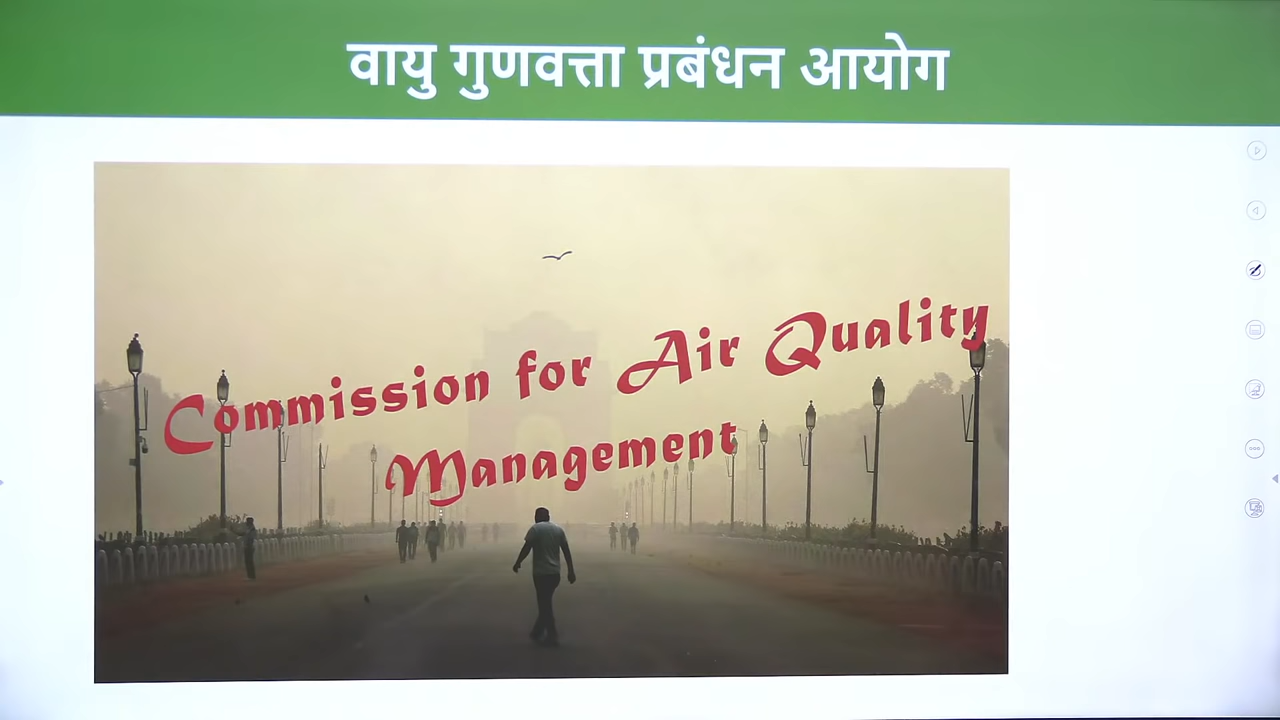 वायु गुणवत्ता प्रबंधन आयोग
Commission for Air Quality
Management